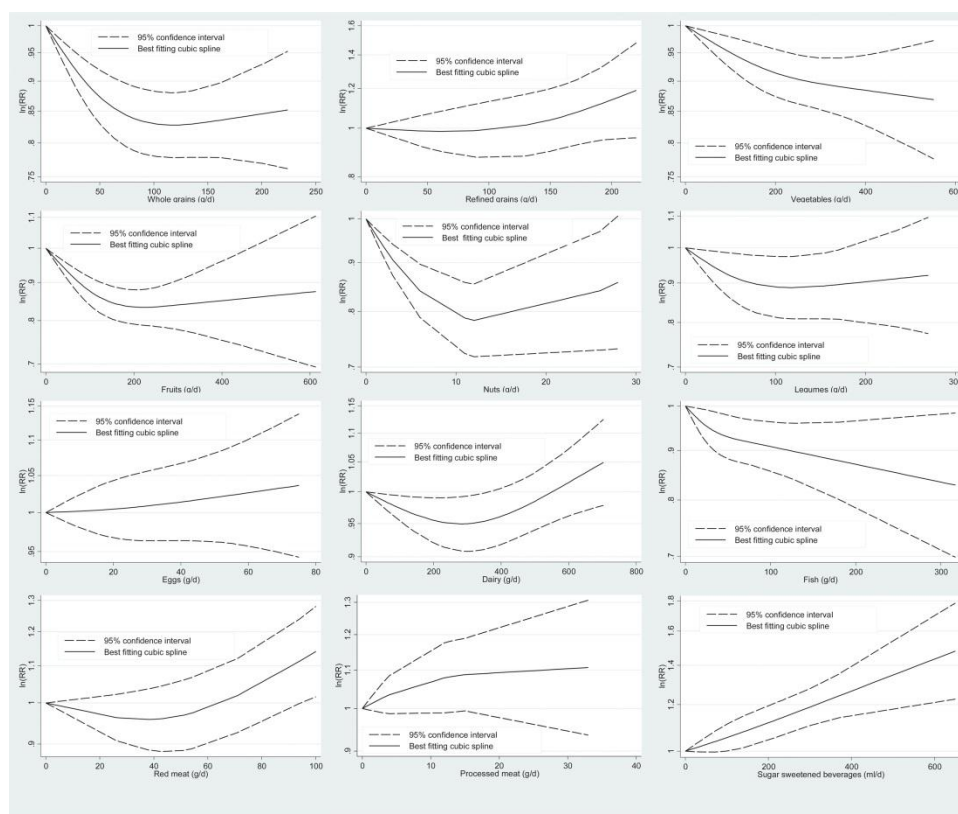 1
.95
.9
.85
.8
.75
ln(RR)
95% confidence interval
Best fitting cubic spline
0 50 100 150 200 250
Whole grains (g/d)
1.6
1.4
1.2
1
.8
ln(RR)
95% confidence interval
Best fitting cubic spline
0 50 100 150 200
Refined grains (g/d)
1
.95
.9
.85
.8
.75
ln(RR)
95% confidence interval
Best fitting cubic spline
0 200 400 600
Vegetables (g/d)
1.1
1
.9
.8
.7
ln(RR)
95% confidence interval
Best fitting cubic spline
0 200 400 600
Fruits (g/d)
1
.9
.8
.7
ln(RR)
95% confidence interval
Best fitting cubic spline
0 10 20 30
Nuts (g/d)
1.1
1
.9
.8
.7
ln(RR)
95% confidence interval
Best fitting cubic spline
0 100 200 300
Legumes (g/d)
1.15
1.1
1.05
1
.95
ln(RR)
95% confidence interval
Best fitting cubic spline
0 20 40 60 80
Eggs (g/d)
1.15
1.1
1.05
1
.95
.9
ln(RR)
95% confidence interval
Best fitting cubic spline
0 200 400 600 800
Dairy (g/d)
1
.9
.8
.7
ln(RR)
95% confidence interval
Best fitting cubic spline
0 100 200 300
Fish (g/d)
1.3
1.2
1.1
1
.9
ln(RR)
95% confidence interval
Best fitting cubic spline
0 20 40 60 80 100
Red meat (g/d)
1.3
1.2
1.1
1
.9
ln(RR)
95% confidence interval
Best fitting cubic spline
0 10 20 30 40
Processed meat (g/d)
1.8
1.6
1.4
1.2
1
ln(RR)
95% confidence interval
Best fitting cubic spline
0 200 400 600
Sugar sweetened beverages (ml/d)